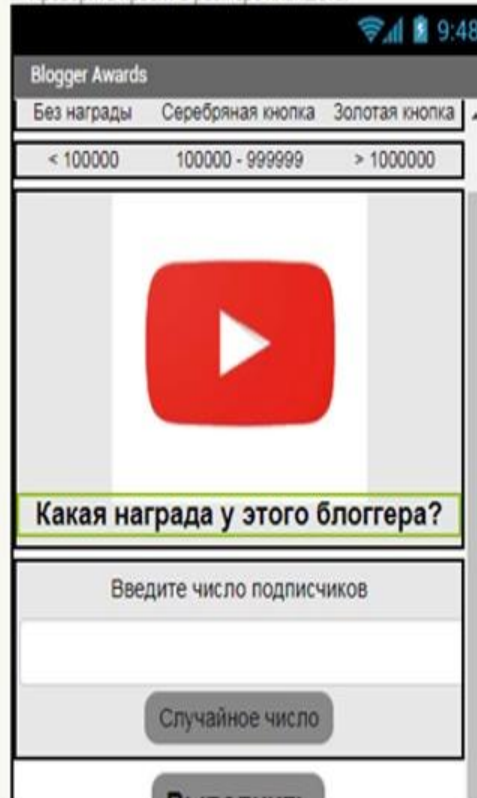 9:48
Blogger Awards
Без награды Серебряная кнопка Золотая кнопка
< 100000 100000 - 999999 > 1000000
Какая награда у этого блоггера?
Введите число подписчиков
Случайное число